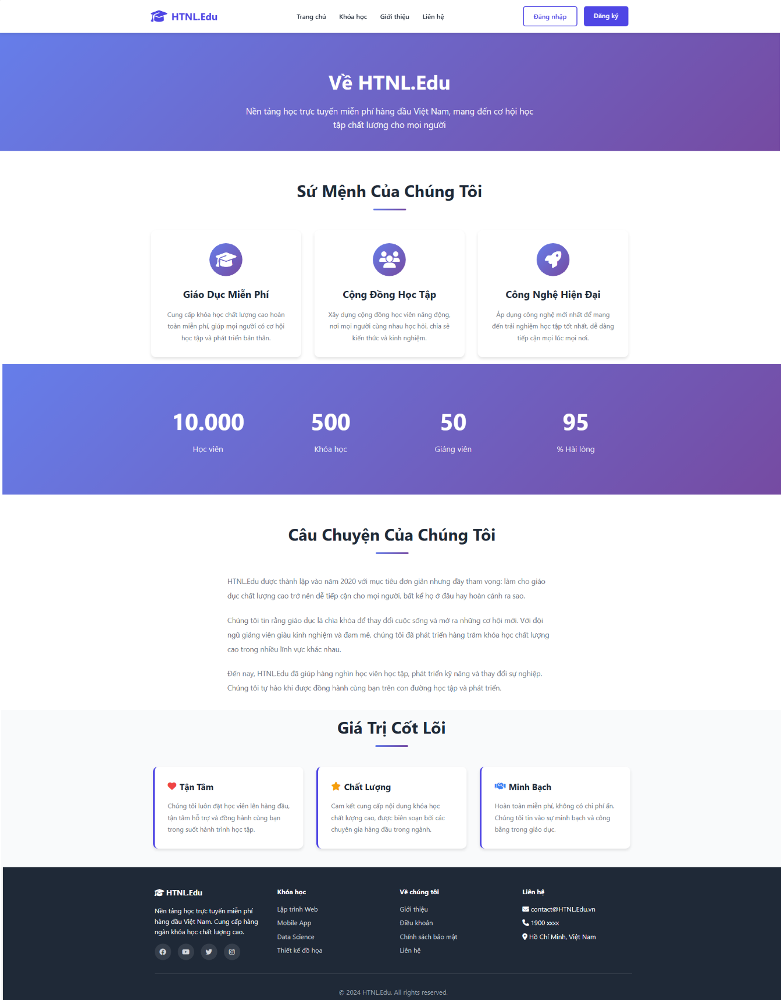 HTNL.Edu
Trang chủ
Khóa học
Giới thiệu
Liên hệ
Đăng nhập
Đăng ký
Về HTNL.Edu
Nền tảng học trực tuyến miễn phí hàng đầu Việt Nam, mang đến cơ hội học
tập chất lượng cho mọi người
Sứ Mệnh Của Chúng Tôi
Giáo Dục Miễn Phí
Cung cấp khóa học chất lượng cao hoàn
toàn miễn phí, giúp mọi người có cơ hội
học tập và phát triển bản thân.
Cộng Đồng Học Tập
Xây dựng cộng đồng học viên năng động,
nơi mọi người cùng nhau học hỏi, chia sẻ
kiến thức và kinh nghiệm.
Công Nghệ Hiện Đại
Áp dụng công nghệ mới nhất để mang
đến trải nghiệm học tập tốt nhất, dễ dàng
tiếp cận mọi lúc mọi nơi.
10.000
Học viên
500
Khóa học
50
Giảng viên
95
% Hài lòng
Câu Chuyện Của Chúng Tôi
HTNL.Edu được thành lập vào năm 2020 với mục tiêu đơn giản nhưng đầy tham vọng: làm cho giáo
dục chất lượng cao trở nên dễ tiếp cận cho mọi người, bất kể họ ở đâu hay hoàn cảnh ra sao.
Chúng tôi tin rằng giáo dục là chìa khóa để thay đổi cuộc sống và mở ra những cơ hội mới. Với đội
ngũ giảng viên giàu kinh nghiệm và đam mê, chúng tôi đã phát triển hàng trăm khóa học chất lượng
cao trong nhiều lĩnh vực khác nhau.
Đến nay, HTNL.Edu đã giúp hàng nghìn học viên học tập, phát triển kỹ năng và thay đổi sự nghiệp.
Chúng tôi tự hào khi được đồng hành cùng bạn trên con đường học tập và phát triển.
Giá Trị Cốt Lõi
Tận Tâm
Chúng tôi luôn đặt học viên lên hàng đầu,
tận tâm hỗ trợ và đồng hành cùng bạn
trong suốt hành trình học tập.
Chất Lượng
Cam kết cung cấp nội dung khóa học
chất lượng cao, được biên soạn bởi các
chuyên gia hàng đầu trong ngành.
Minh Bạch
Hoàn toàn miễn phí, không có chi phí ẩn.
Chúng tôi tin vào sự minh bạch và công
bằng trong giáo dục.
HTNL.Edu
Nền tảng học trực tuyến miễn phí
hàng đầu Việt Nam. Cung cấp hàng
ngàn khóa học chất lượng cao.
Khóa học
Lập trình Web
Mobile App
Data Science
Thiết kế đồ họa
Về chúng tôi
Giới thiệu
Điều khoản
Chính sách bảo mật
Liên hệ
Liên hệ
contact@HTNL.Edu.vn
1900 xxxx
Hồ Chí Minh, Việt Nam
© 2024 HTNL.Edu. All rights reserved.